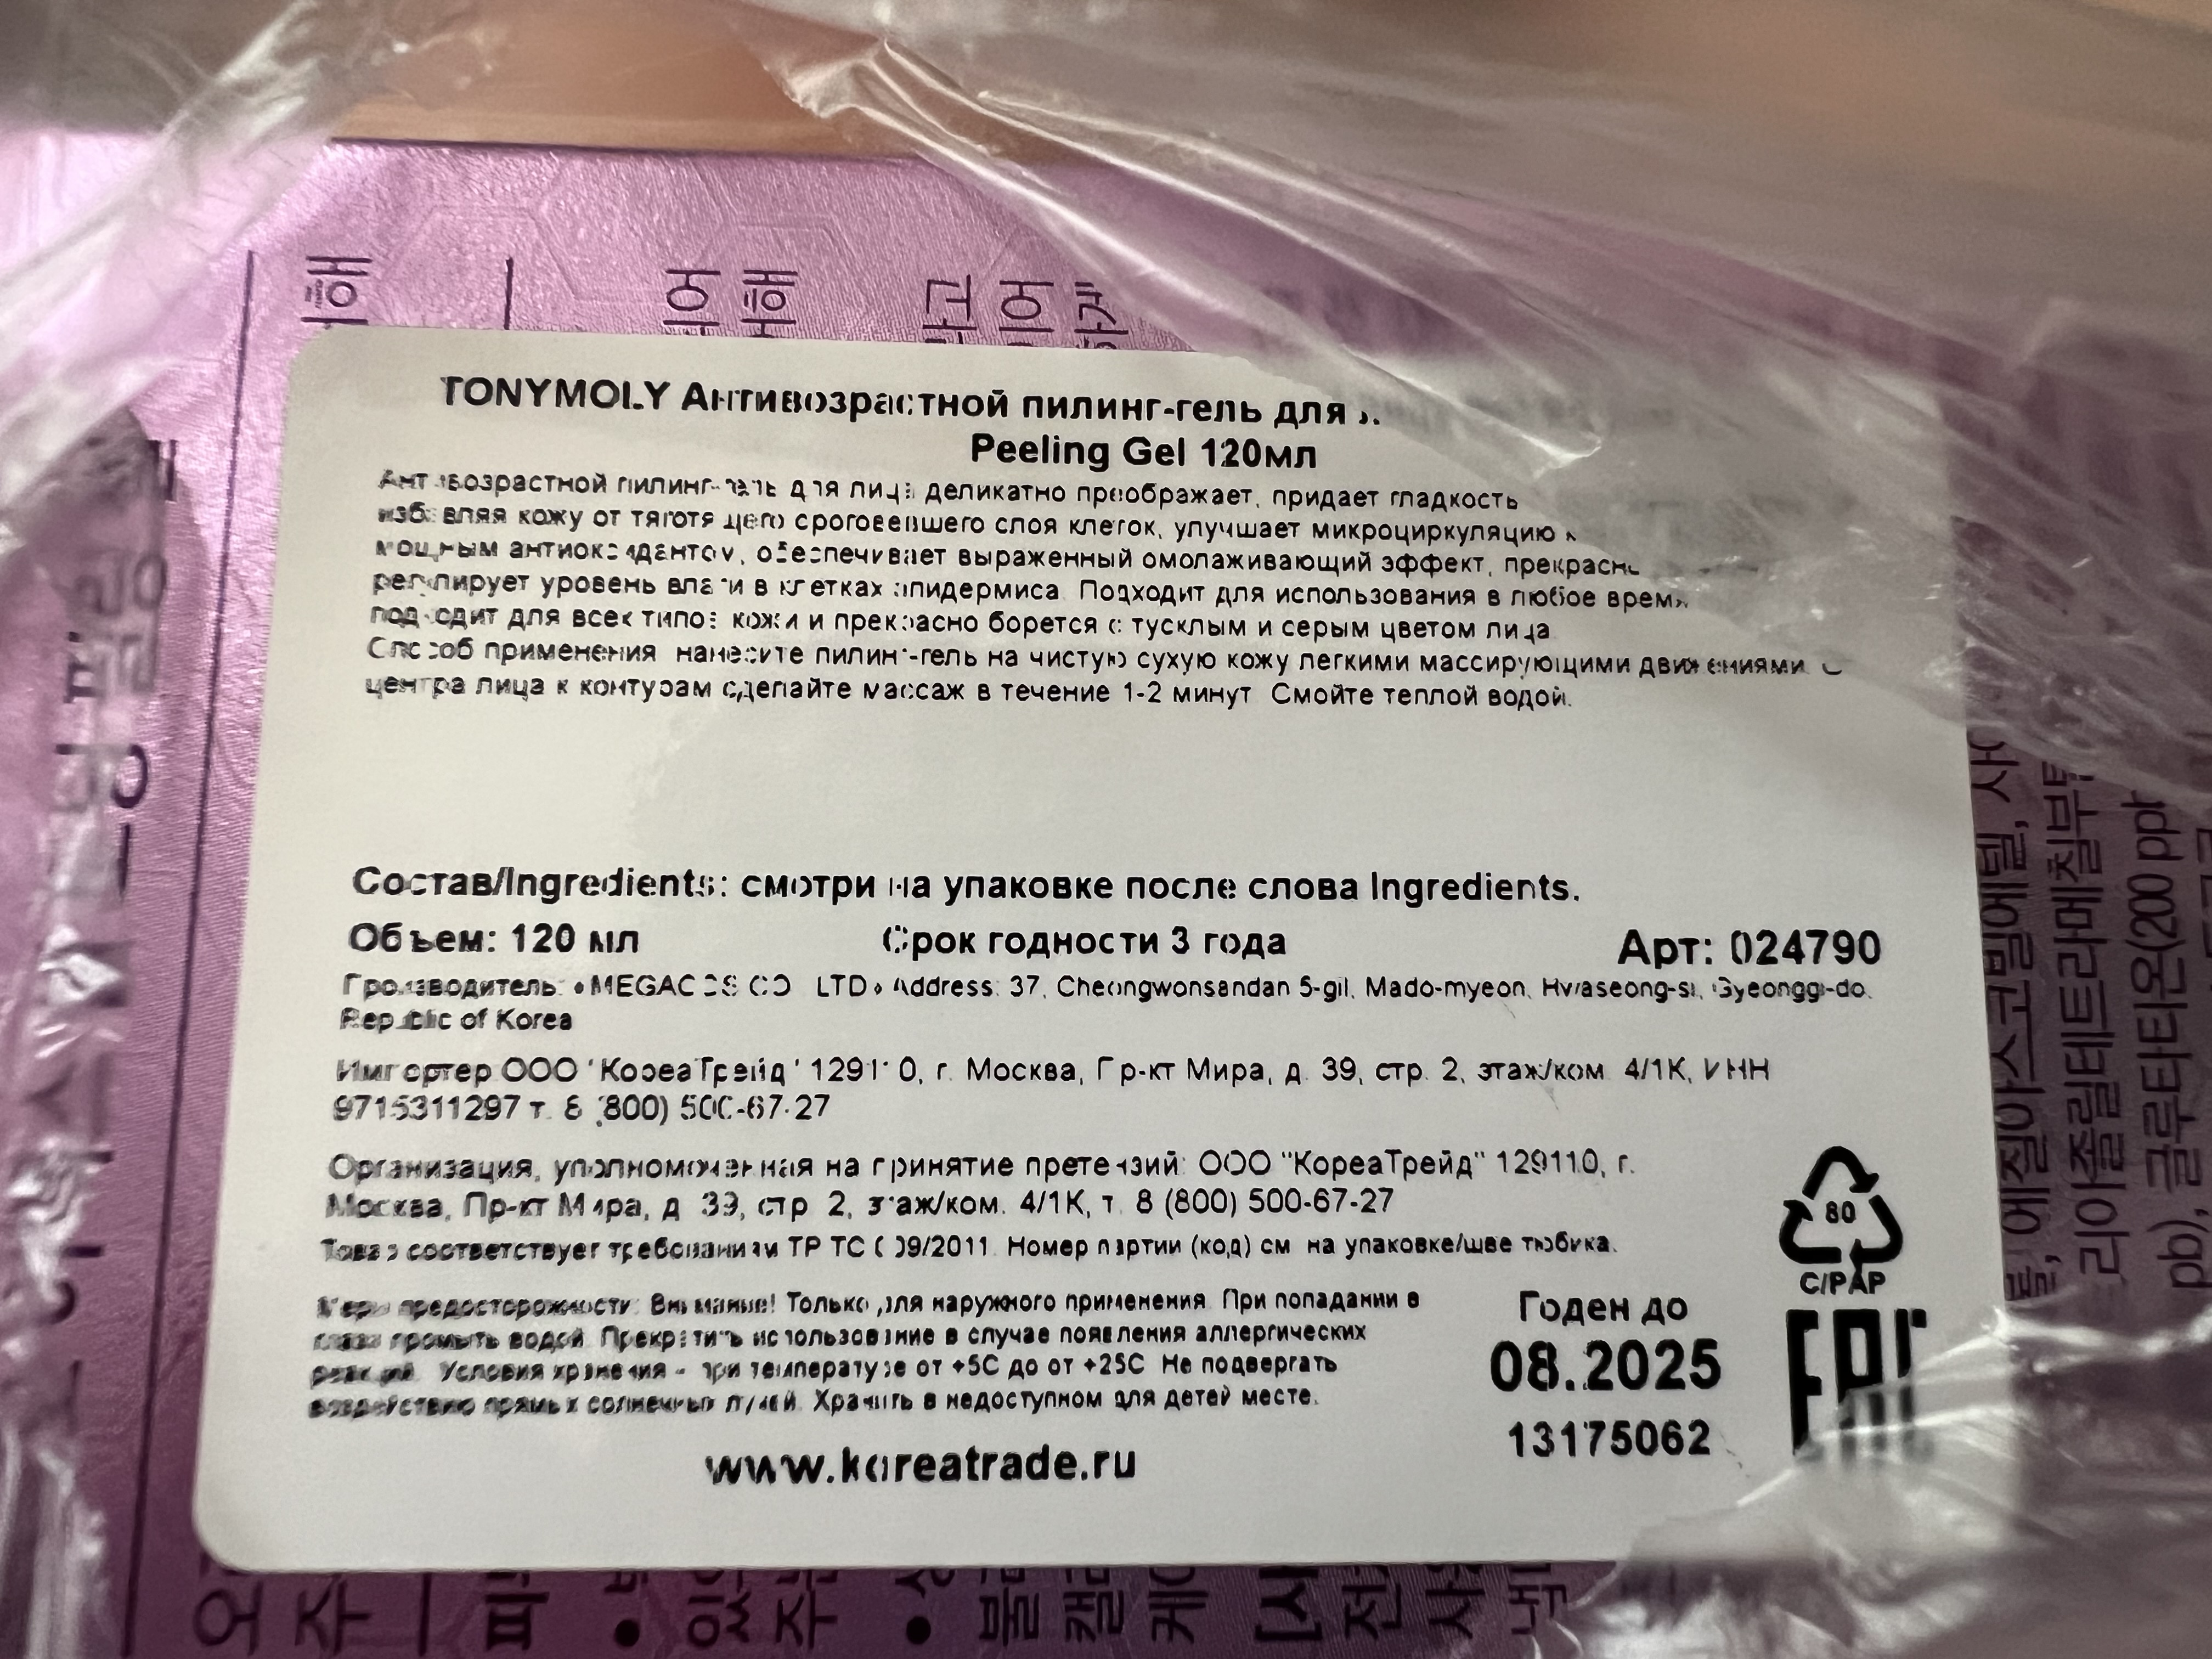 TONYMOLY Антивозрастной пилинг-гель для
Peeling Gel 120мл
Антивозрастной пилинг-гель для лица деликатно преображает, придает гладкость
избавляя кожу от тяготящего сроговевшего слоя клеток, улучшает микроциркуляцию
мощным антиоксидантом, обеспечивает выраженный омолаживающий эффект, прекрасно
регулирует уровень влаги в клетках эпидермиса. Подходит для использования в любое время
подходит для всех типов кожи и прекрасно борется с тусклым и серым цветом лица
Способ применения: нанесите пилинг-гель на чистую сухую кожу легкими массирующими движениями. С
центра лица к контурам сделайте массаж в течение 1-2 минут. Смойте теплой водой.
Состав/Ingredients: смотри на упаковке после слова Ingredients.
Объем: 120 мл Срок годности 3 года Арт: 024790
Производитель: «MEGACOS CO., LTD» Address: 37, Cheongwonsandan 5-gil, Mado-myeon, Hwaseong-si, Gyeonggi-do,
Republic of Korea
Импортер ООО "КореаТрейд" 129110, г. Москва, Пр-кт Мира, д. 39, стр. 2, этаж/ком. 4/1К, ИНН
9715311297 т. 8 (800) 500-67-27
Организация, уполномоченная на принятие претензий: ООО "КореаТрейд" 129110, г.
Москва, Пр-кт Мира, д. 39, стр. 2, этаж/ком. 4/1К, т. 8 (800) 500-67-27
Товар соответствует требованиям ТР ТС 009/2011. Номер партии (код) см. на упаковке/шве тюбика.
Меры предосторожности: Внимание! Только для наружного применения. При попадании в
глаза промыть водой. Прекратить использование в случае появления аллергических
реакций. Условия хранения - при температуре от +5С до от +25С. Не подвергать
воздействию прямых солнечных лучей. Хранить в недоступном для детей месте.
www.koreatrade.ru
Годен до
08.2025
13175062
80
C/PAP
EAC